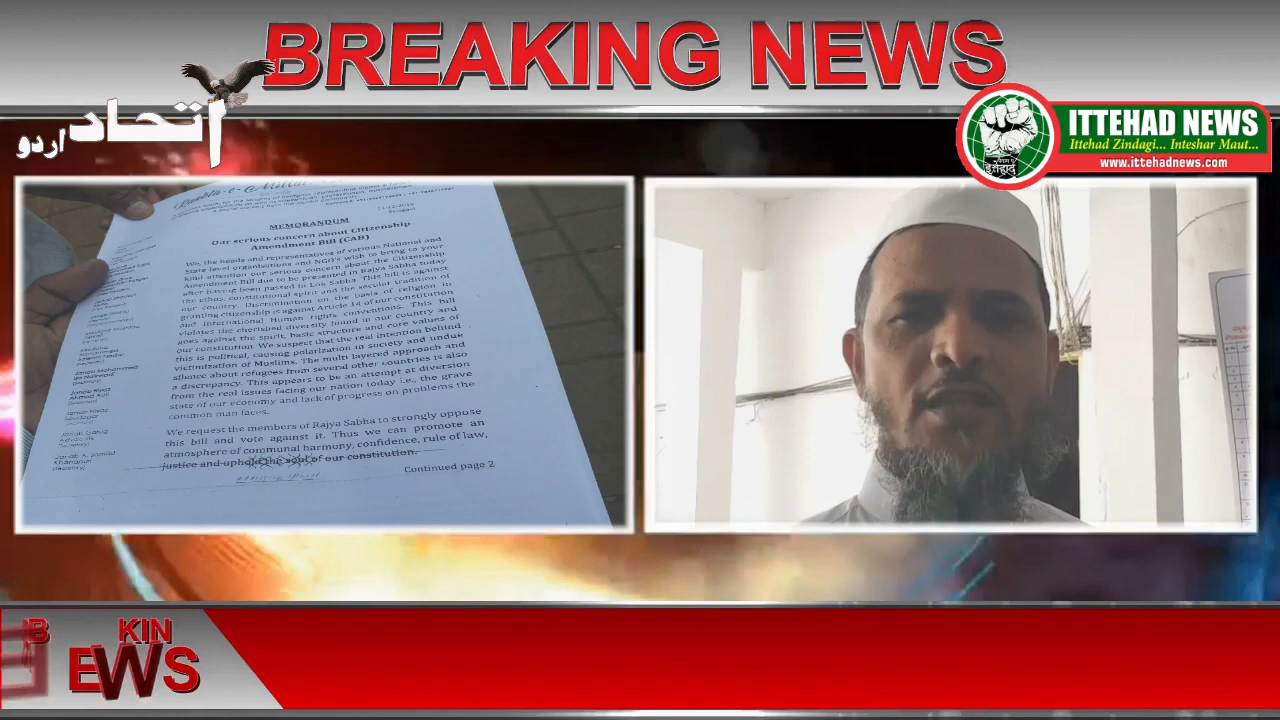 BREAKING NEWS
اتحاد
اردو
ITTEHAD NEWS
Ittehad Zindagi... Inteshar Maut...
www.ittehadnews.com
इत्तेहाद
MEMORANDUM
Our serious concern about Citizenship
Amendment Bill (CAB)
We, the heads and representatives of various National and
State level organisations and NGO's wish to bring to your
kind attention our serious concern about the Citizenship
Amendment Bill due to be presented in Rajya Sabha today
after having been passed in Lok Sabha. This bill is against
the ethos, constitutional spirit and the secular tradition of
our country. Discrimination on the basis of religion in
granting citizenship is against Article 14 of our constitution
and International Human rights conventions. This bill
violates the cherished diversity found in our country and
goes against the spirit, basic structure and core values of
our constitution. We suspect that the real intention behind
this is political, causing polarization in society and undue
victimization of Muslims. The multi layered approach and
silence about refugees from several other countries is also
a discrepancy. This appears to be an attempt at diversion
from the real issues facing our nation today i.e., the grave
state of our economy and lack of progress on problems the
common man faces.
We request the members of Rajya Sabha to strongly oppose
this bill and vote against it. Thus we can promote an
atmosphere of communal harmony, confidence, rule of law,
justice and uphold the soul of our constitution.
Continued page 2
B KIN
EWS